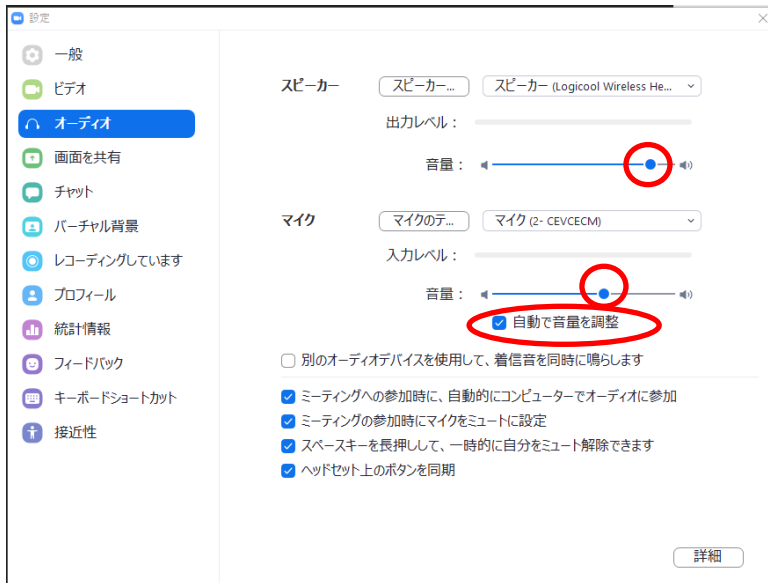 設定
一般
ビデオ
オーディオ
画面を共有
チャット
バーチャル背景
レコーディングしています
プロフィール
統計情報
フィードバック
キーボードショートカット
接近性
スピーカー スピーカー... スピーカー (Logicool Wireless He...
出力レベル：
音量：
マイク マイクのテ... マイク (2- CEVCECM)
入力レベル：
音量：
自動で音量を調整
別のオーディオデバイスを使用して、着信音を同時に鳴らします
ミーティングへの参加時に、自動的にコンピューターでオーディオに参加
ミーティングの参加時にマイクをミュートに設定
スペースキーを長押しして、一時的に自分をミュート解除できます
ヘッドセット上のボタンを同期
詳細